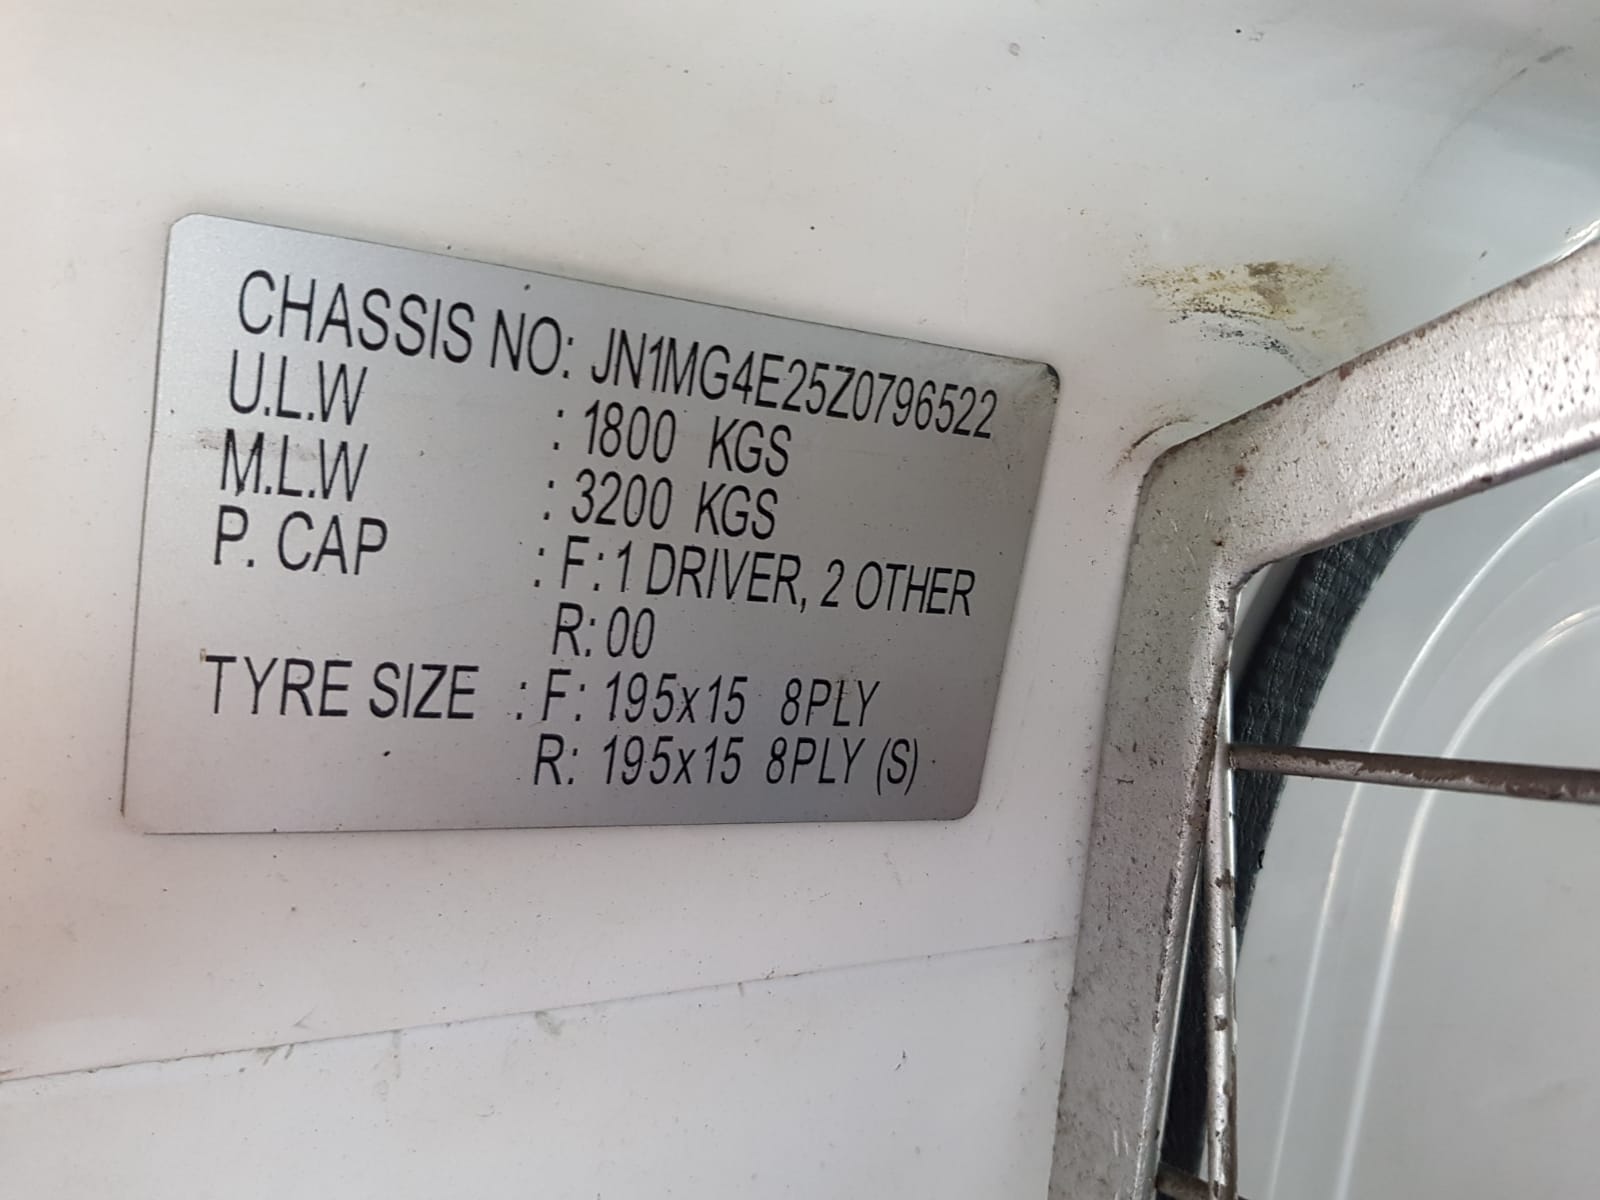 CHASSIS NO: JN1MG4E25Z0796522
U.L.W : 1800 KGS
M.L.W : 3200 KGS
P. CAP : F: 1 DRIVER, 2 OTHER
R: 00
TYRE SIZE : F: 195x15 8PLY
R: 195x15 8PLY (S)